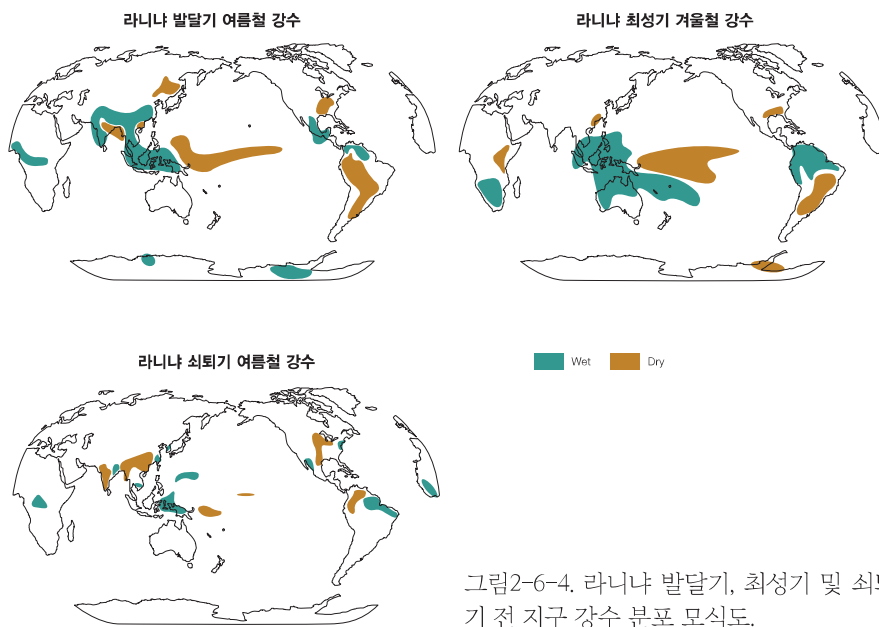 라니냐 발달기 여름철 강수
라니냐 최성기 겨울철 강수
라니냐 쇠퇴기 여름철 강수
Wet
Dry
그림2-6-4. 라니냐 발달기, 최성기 및
기 전 지구 강수 분포 모식도.